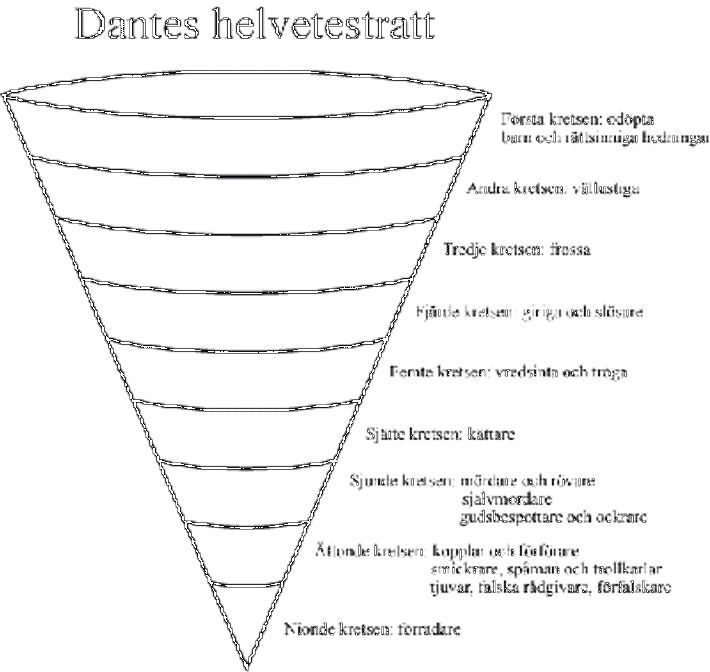 Dantes helvetestratt
Första kretsen: odöpta
barn och rättsinniga hedningar
Andra kretsen: vällustiga
Tredje kretsen: frossa
Fjärde kretsen: giriga och slösare
Femte kretsen: vredsinta och tröga
Sjätte kretsen: kättare
Sjunde kretsen: mördare och rövare
självmördare
gudsbespottare och ockrare
Åttonde kretsen: kopplar och förförare
smickrare, spåmän och trollkarlar
tjuvar, falska rådgivare, förfalskare
Nionde kretsen: förrädare